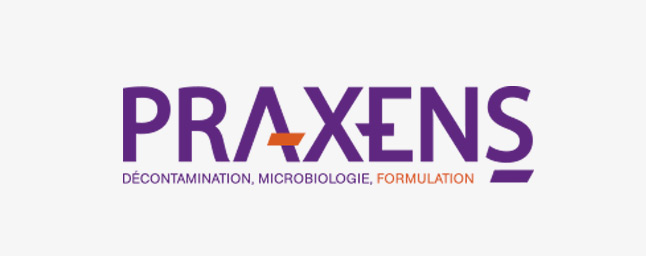 PRAXENS
DÉCONTAMINATION, MICROBIOLOGIE, FORMULATION